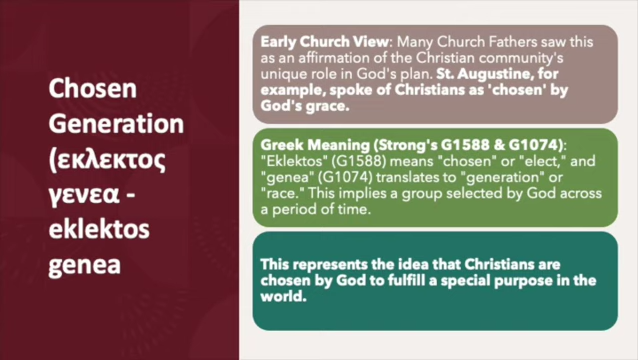 Chosen
Generation
(εκλεκτος
γενεα -
eklektos
genea
Early Church View: Many Church Fathers saw this
as an affirmation of the Christian community's
unique role in God's plan. St. Augustine, for
example, spoke of Christians as 'chosen' by
God's grace.
Greek Meaning (Strong's G1588 & G1074):
"Eklektos" (G1588) means "chosen" or "elect," and
"genea" (G1074) translates to "generation" or
"race." This implies a group selected by God across
a period of time.
This represents the idea that Christians are
chosen by God to fulfill a special purpose in the
world.